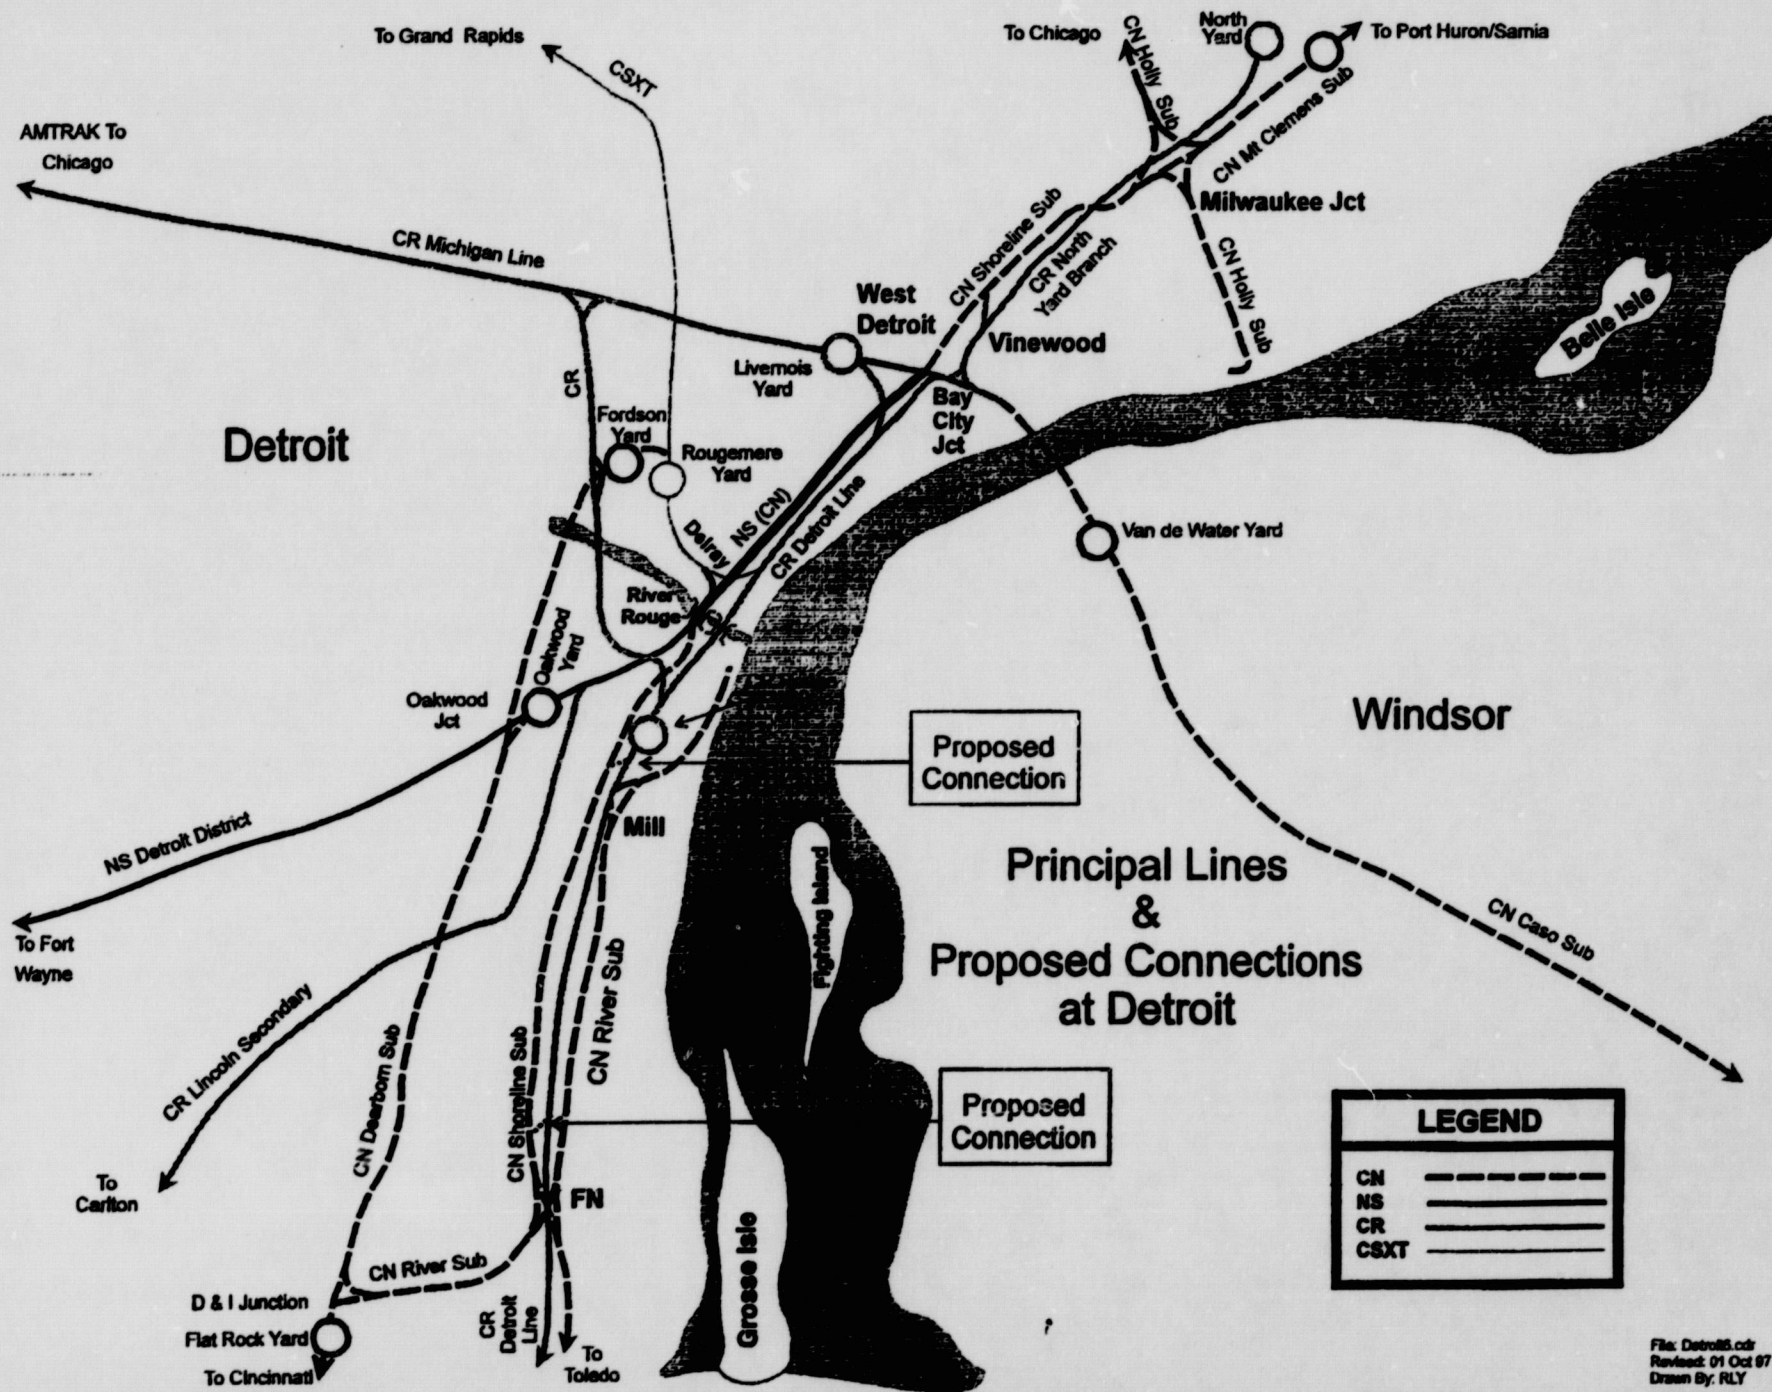 To Grand Rapids
CSXT
To Chicago
CN Holly Sub
North
Yard
To Port Huron/Sarnia
CN Mt Clemens Sub
AMTRAK To
Chicago
CR Michigan Line
Milwaukee Jct
CN Shoreline Sub
CR North
Yard Branch
CN Holly Sub
West
Detroit
Vinewood
Belle Isle
Livernois
Yard
CR
Bay
City
Jct
Detroit
Fordson
Yard
Rougemere
Yard
Delray
NS (CN)
CR Detroit Line
Van de Water Yard
River
Rouge
Oakwood
Yard
Oakwood
Jct
Windsor
Proposed
Connection
Mill
NS Detroit District
Principal Lines
&
Proposed Connections
at Detroit
Fighting Island
CN Caso Sub
To Fort
Wayne
CN River Sub
CR Lincoln Secondary
CN Dearborn Sub
CN Shoreline Sub
Proposed
Connection
To
Carlton
FN
LEGEND
CN
NS
CR
CSXT
Grosse Isle
CN River Sub
D & I Junction
Flat Rock Yard
To Cincinnati
CR
Detroit
Line
To
Toledo
File: Detroit6.cdr
Revised: 01 Oct 97
Drawn By: RLY